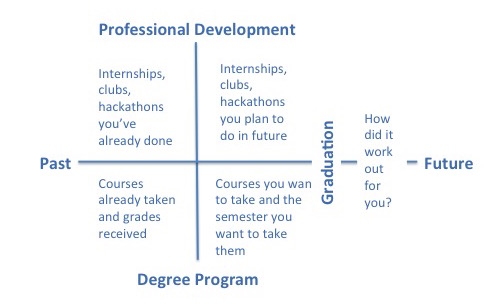 Professional Development
Internships,
clubs,
hackathons
you've
already done
Internships,
clubs,
hackathons
you plan to
do in future
Past
Graduation
How
did it
work
out
for
you?
Future
Courses
already taken
and grades
received
Courses you wan
to take and the
semester you
want to take
them
Degree Program